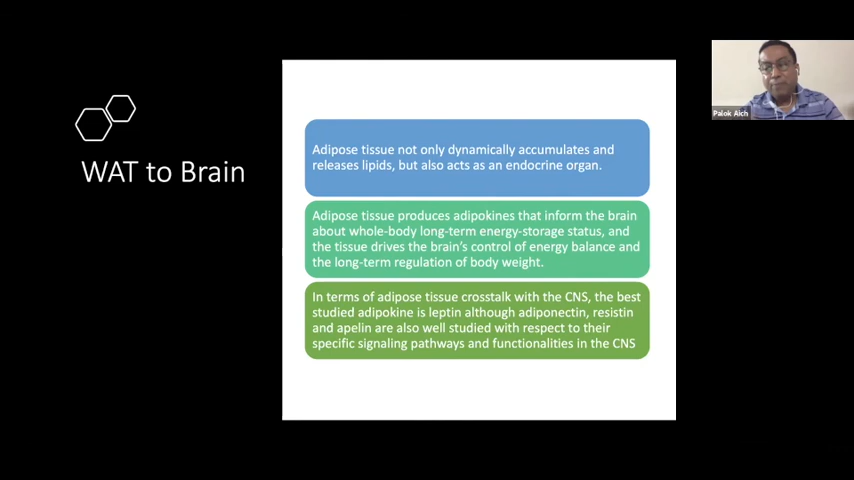 WAT to Brain
Adipose tissue not only dynamically accumulates and
releases lipids, but also acts as an endocrine organ.
Adipose tissue produces adipokines that inform the brain
about whole-body long-term energy-storage status, and
the tissue drives the brain's control of energy balance and
the long-term regulation of body weight.
In terms of adipose tissue crosstalk with the CNS, the best
studied adipokine is leptin although adiponectin, resistin
and apelin are also well studied with respect to their
specific signaling pathways and functionalities in the CNS
Palok Aich